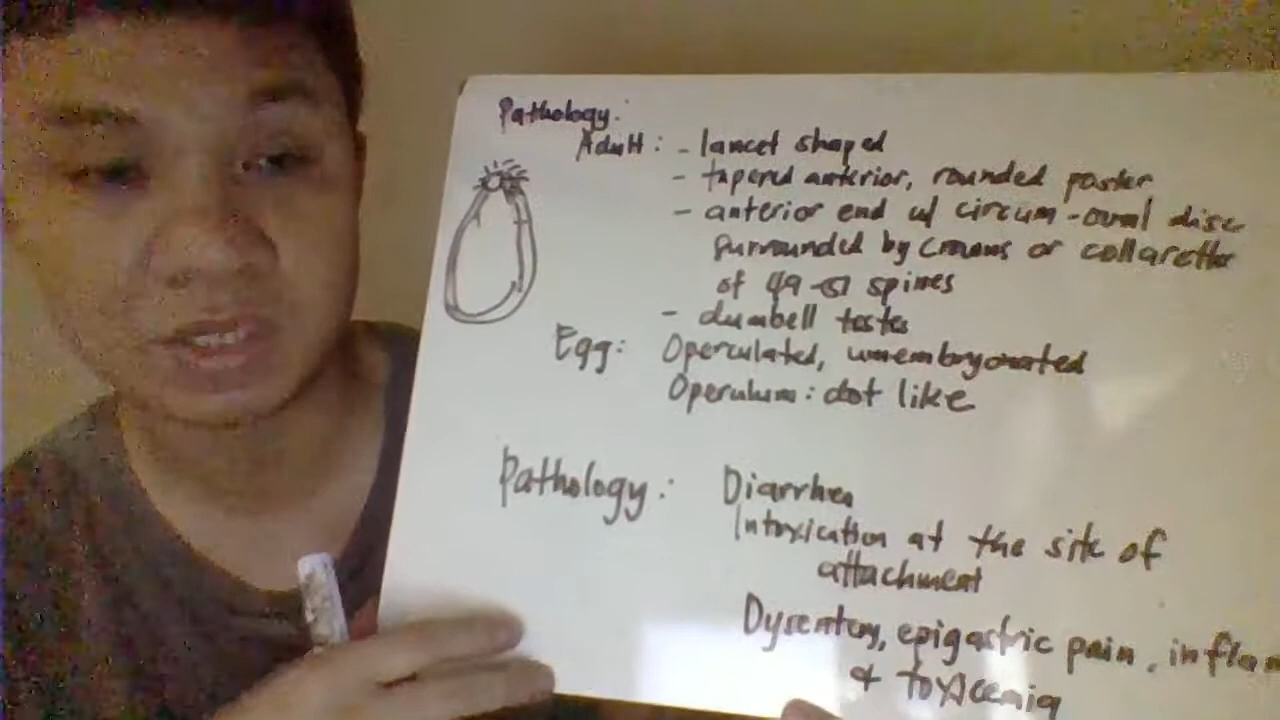 Pathology:
Adult: - lancet shaped
- tapered anterior, rounded poster
- anterior end w/ circum-oval disc
surrounded by crowns or collarette
of 49-51 spines
- dumbell testes
Egg: Operculated, unembryonated
Operculum: dot like
Pathology: Diarrhea
Intoxication at the site of
attachment
Dysentery, epigastric pain, inflam
& toxicemia